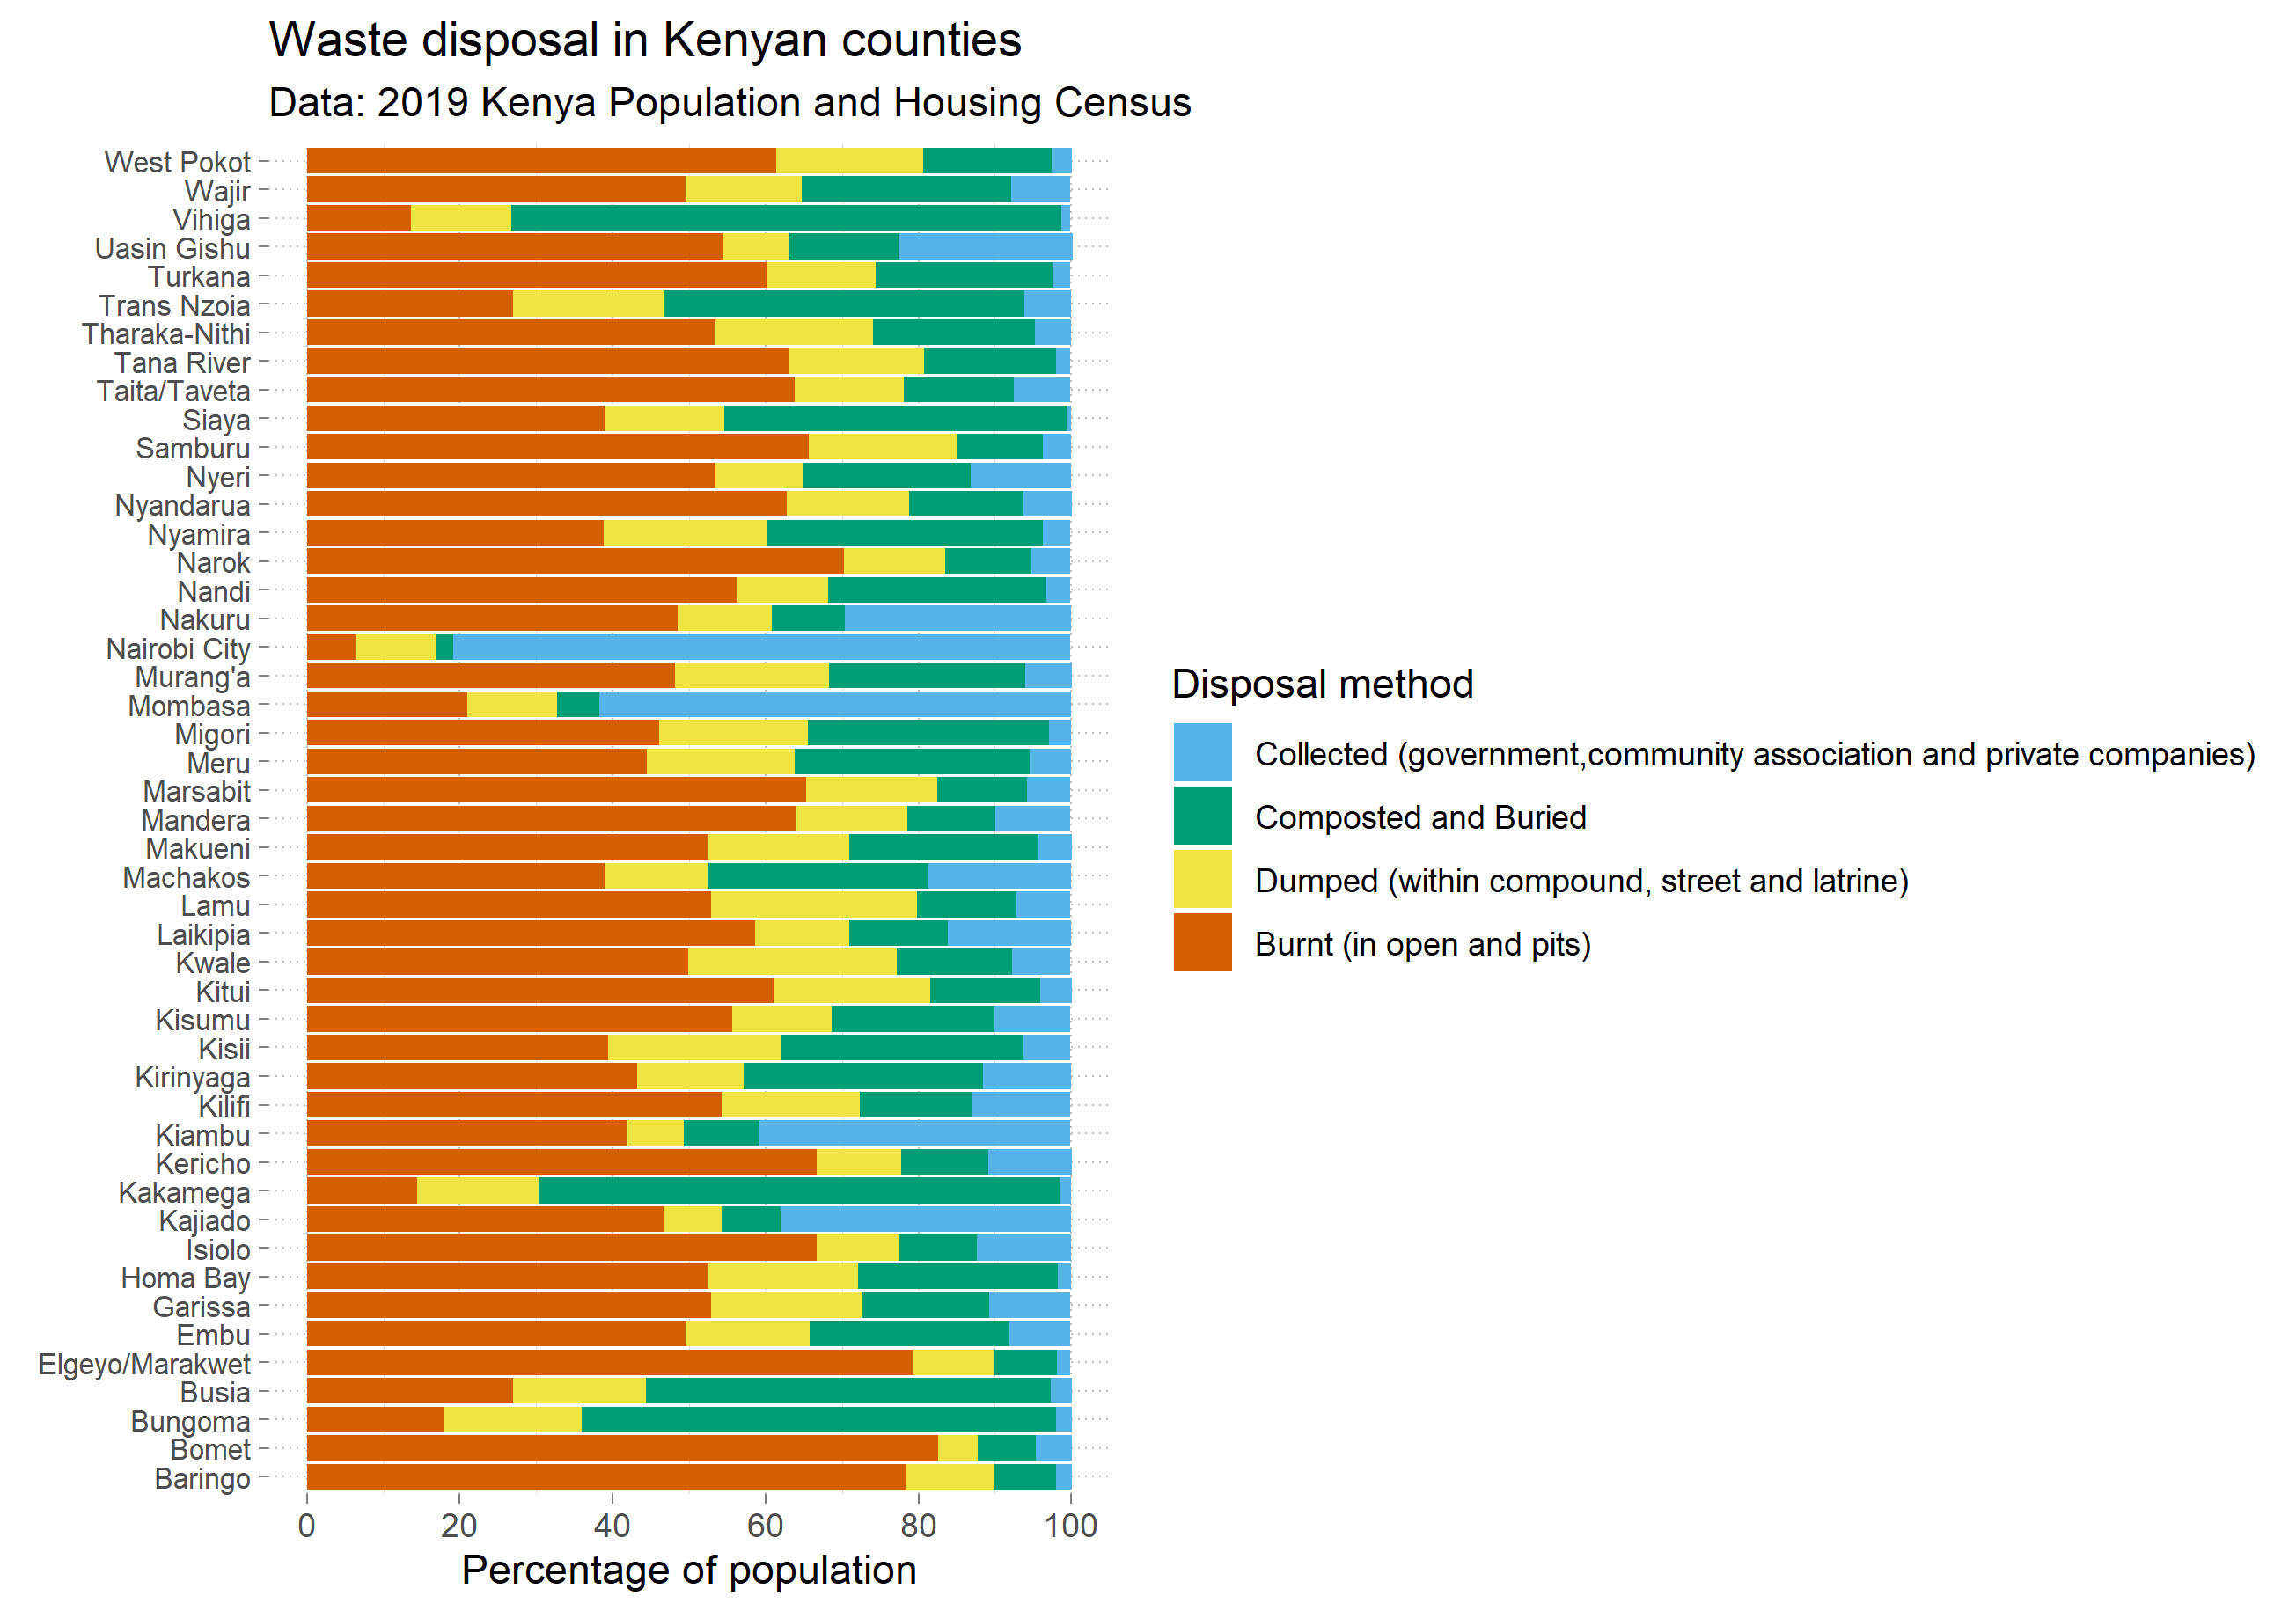 Waste disposal in Kenyan counties
Data: 2019 Kenya Population and Housing Census
West Pokot
Wajir
Vihiga
Uasin Gishu
Turkana
Trans Nzoia
Tharaka-Nithi
Tana River
Taita/Taveta
Siaya
Samburu
Nyeri
Nyandarua
Nyamira
Narok
Nandi
Nakuru
Nairobi City
Murang'a
Mombasa
Migori
Meru
Marsabit
Mandera
Makueni
Machakos
Lamu
Laikipia
Kwale
Kitui
Kisumu
Kisii
Kirinyaga
Kilifi
Kiambu
Kericho
Kakamega
Kajiado
Isiolo
Homa Bay
Garissa
Embu
Elgeyo/Marakwet
Busia
Bungoma
Bomet
Baringo
0 20 40 60 80 100
Percentage of population
Disposal method
Collected (government,community association and private companies)
Composted and Buried
Dumped (within compound, street and latrine)
Burnt (in open and pits)